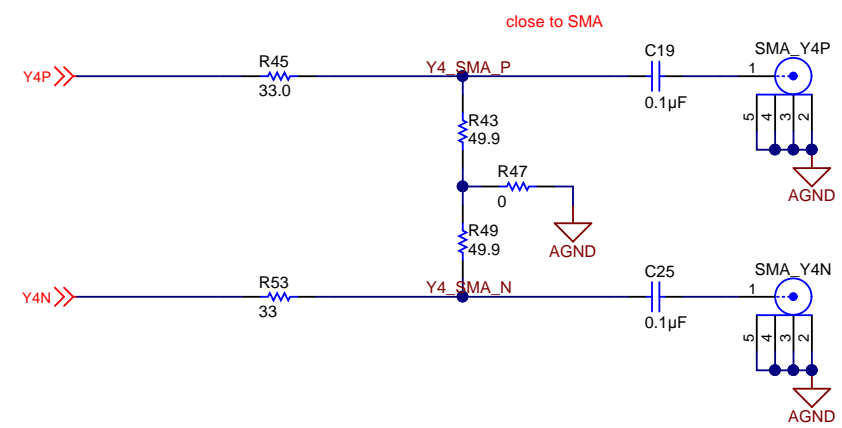 close to SMA
Y4P
R45
33.0
Y4_SMA_P
C19
0.1µF
SMA_Y4P
1
5
4
3
2
AGND
R43
49.9
R47
0
AGND
R49
49.9
Y4N
R53
33
Y4_SMA_N
C25
0.1µF
SMA_Y4N
1
5
4
3
2
AGND